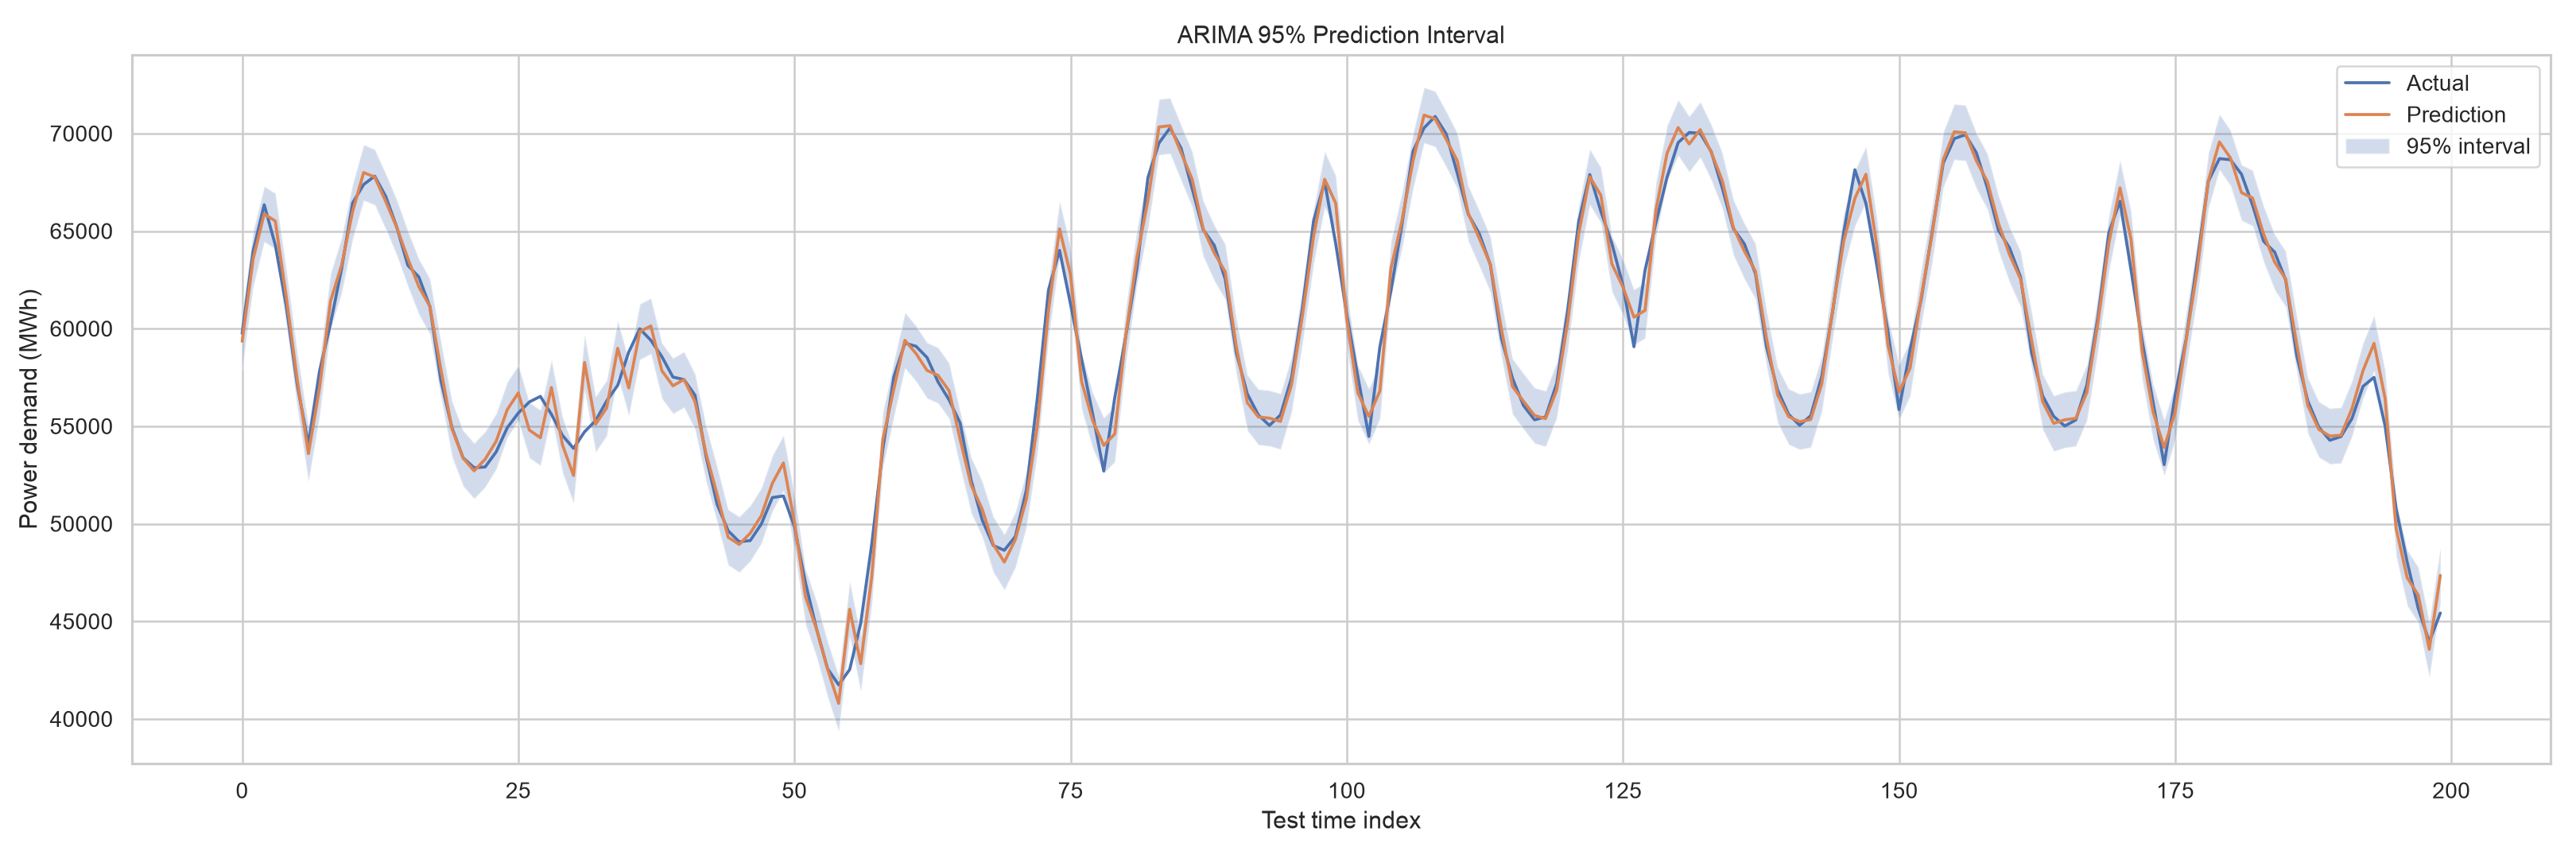 ARIMA 95% Prediction Interval
Actual
Prediction
95% interval
70000
65000
60000
55000
50000
45000
40000
Power demand (MWh)
0 25 50 75 100 125 150 175 200
Test time index